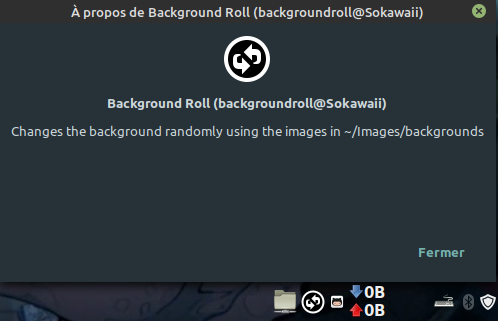 À propos de Background Roll (backgroundroll@Sokawaii)
Background Roll (backgroundroll@Sokawaii)
Changes the background randomly using the images in ~/Images/backgrounds
Fermer
0B
0B